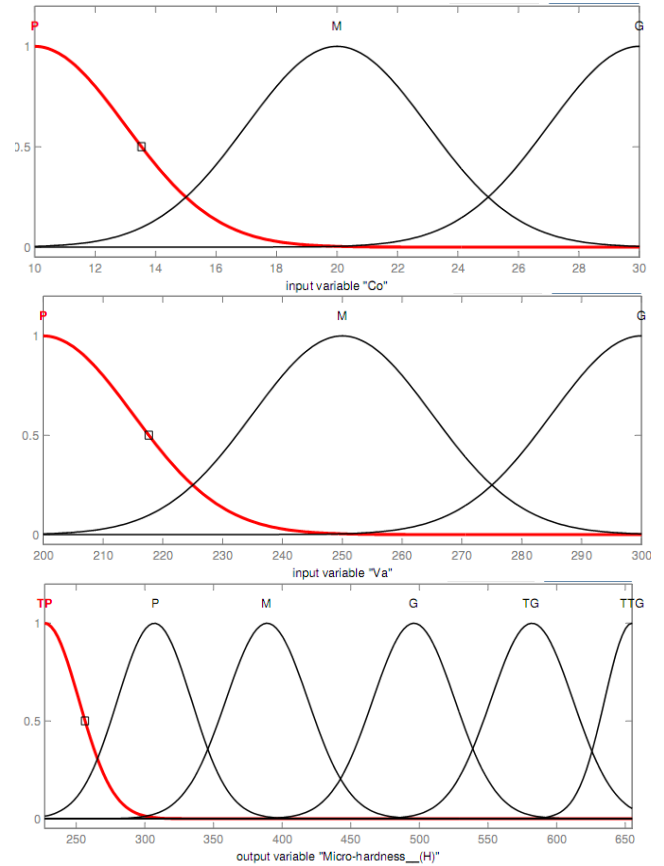 P M G
1
0.5
0
10 12 14 16 18 20 22 24 26 28 30
input variable "Co"
P M G
1
0.5
0
200 210 220 230 240 250 260 270 280 290 300
input variable "Va"
TP P M G TG TTG
1
0.5
0
250 300 350 400 450 500 550 600 650
output variable "Micro-hardness__(H)"